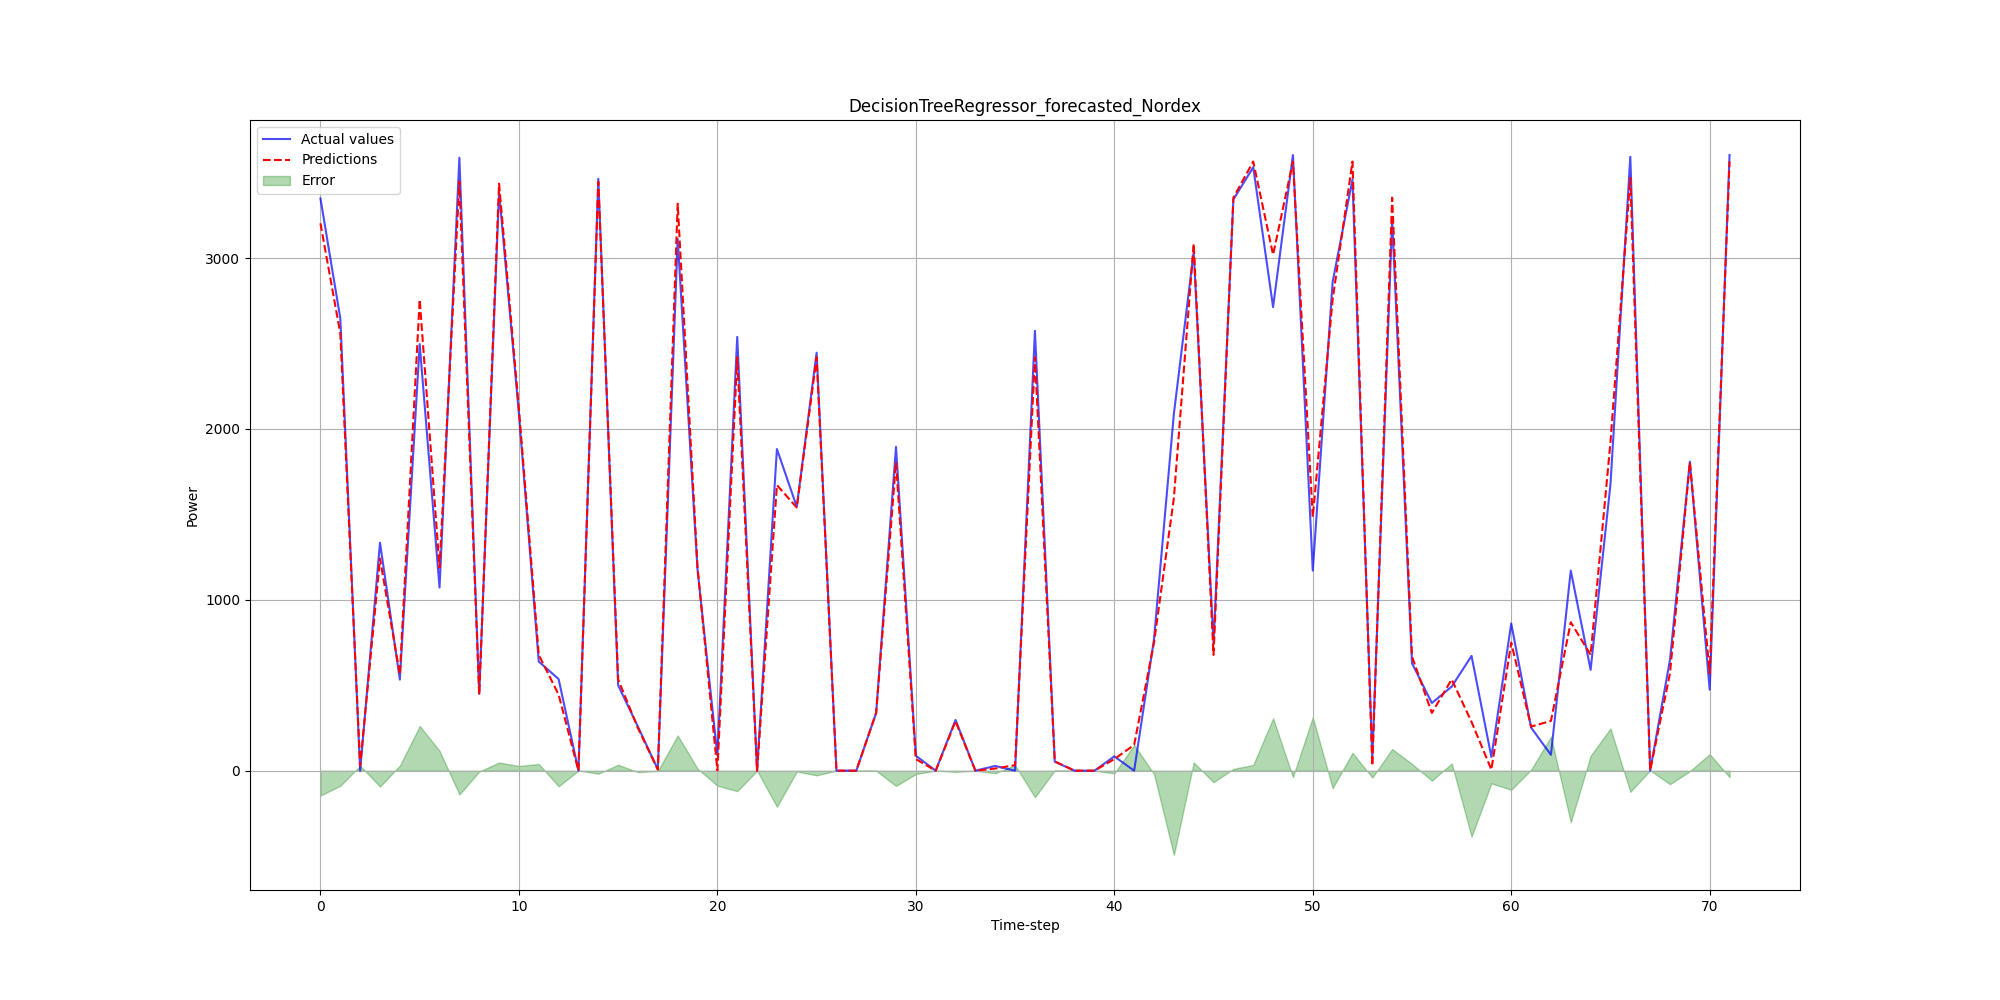 DecisionTreeRegressor_forecasted_Nordex
Actual values
Predictions
Error
3000
2000
1000
0
Power
0 10 20 30 40 50 60 70
Time-step